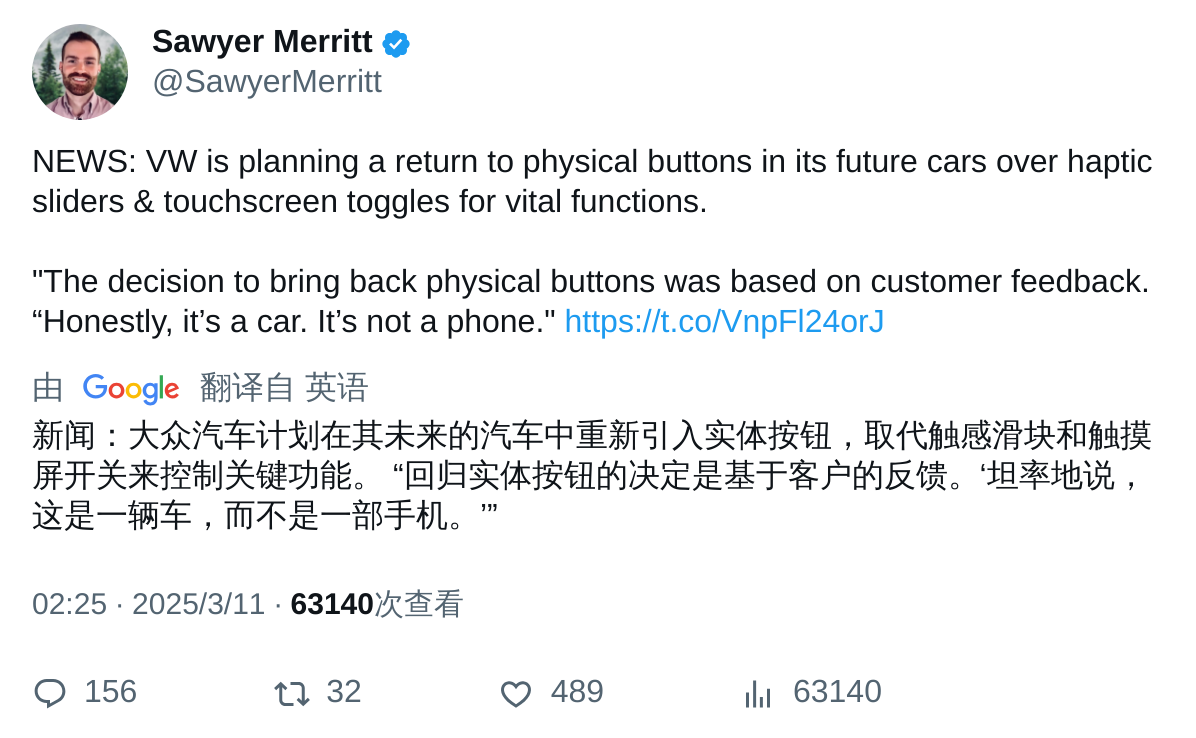 Sawyer Merritt
@SawyerMerritt
NEWS: VW is planning a return to physical buttons in its future cars over haptic
sliders & touchscreen toggles for vital functions.
"The decision to bring back physical buttons was based on customer feedback.
“Honestly, it’s a car. It’s not a phone." https://t.co/VnpFl24orJ
由 Google 翻译自 英语
新闻：大众汽车计划在其未来的汽车中重新引入实体按钮，取代触感滑块和触摸
屏开关来控制关键功能。 “回归实体按钮的决定是基于客户的反馈。‘坦率地说，
这是一辆车，而不是一部手机。’”
02:25 · 2025/3/11 · 63140次查看
156 32 489 63140